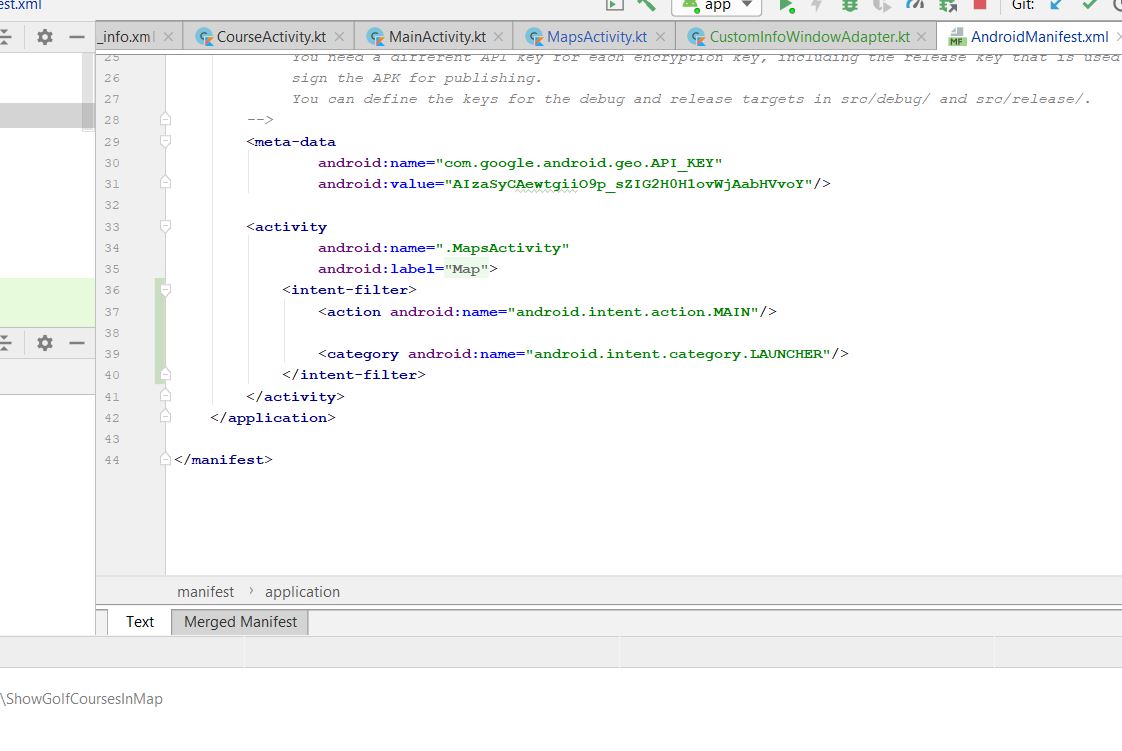 est.xml
app
Git:
_info.xml
CourseActivity.kt
MainActivity.kt
MapsActivity.kt
CustomInfoWindowAdapter.kt
AndroidManifest.xml
25 You need a different API key for each encryption key, including the release key that is used
26 sign the APK for publishing.
27 You can define the keys for the debug and release targets in src/debug/ and src/release/.
28 -->
29 <meta-data
30 android:name="com.google.android.geo.API_KEY"
31 android:value="AIzaSyCAewtgiiO9p_sZIG2H0H1ovWjAabHVvoY"/>
32
33 <activity
34 android:name=".MapsActivity"
35 android:label="Map">
36 <intent-filter>
37 <action android:name="android.intent.action.MAIN"/>
38
39 <category android:name="android.intent.category.LAUNCHER"/>
40 </intent-filter>
41 </activity>
42 </application>
43
44 </manifest>
manifest › application
Text
Merged Manifest
\ShowGolfCoursesInMap